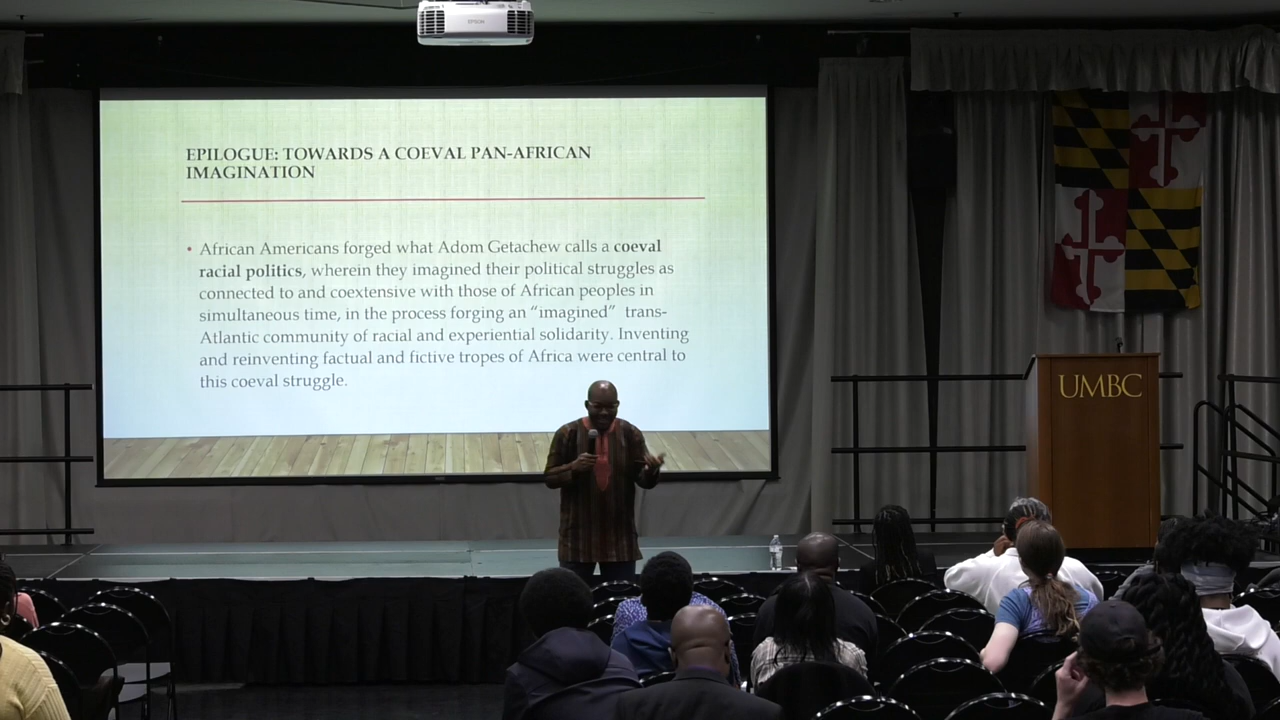 EPSON
EPILOGUE: TOWARDS A COEVAL PAN-AFRICAN
IMAGINATION
• African Americans forged what Adom Getachew calls a coeval
racial politics, wherein they imagined their political struggles as
connected to and coextensive with those of African peoples in
simultaneous time, in the process forging an “imagined” trans-
Atlantic community of racial and experiential solidarity. Inventing
and reinventing factual and fictive tropes of Africa were central to
this coeval struggle.
UMBC